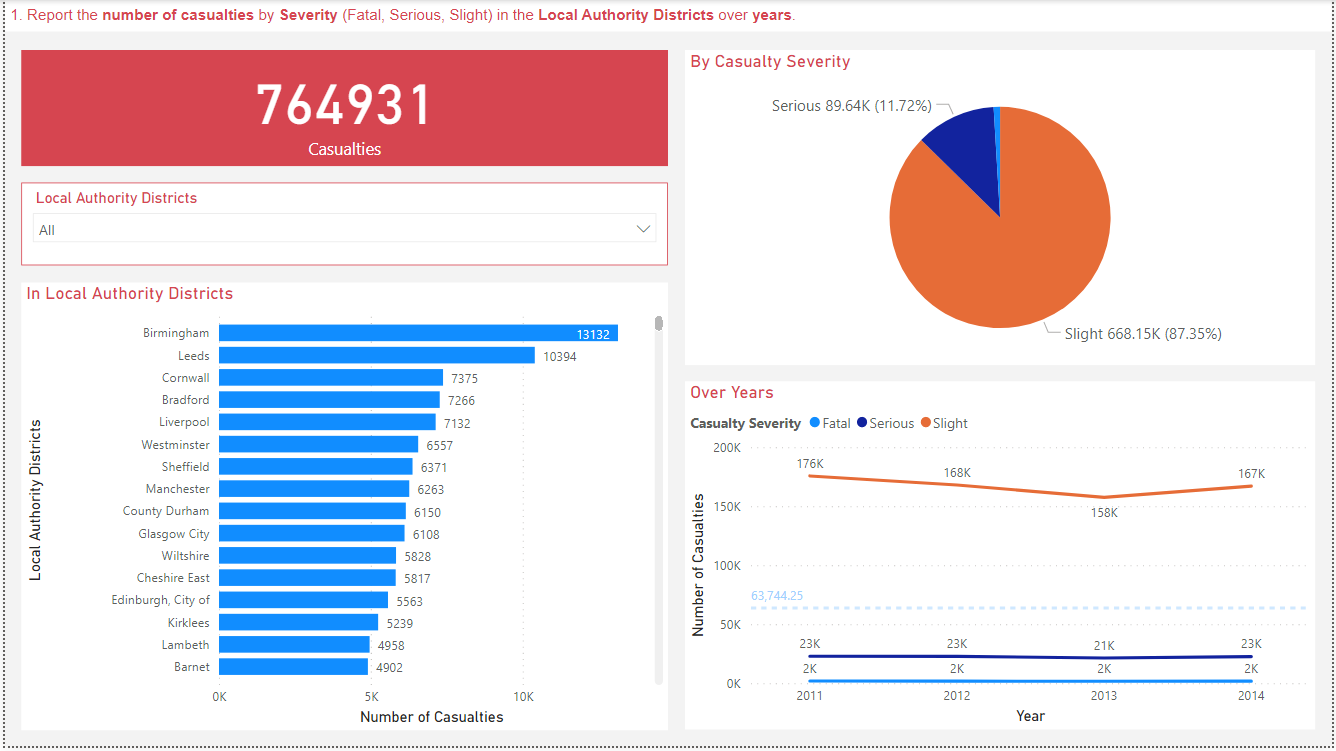 1. Report the number of casualties by Severity (Fatal, Serious, Slight) in the Local Authority Districts over years.
764931
Casualties
Local Authority Districts
All
In Local Authority Districts
Local Authority Districts
Birmingham 13132
Leeds 10394
Cornwall 7375
Bradford 7266
Liverpool 7132
Westminster 6557
Sheffield 6371
Manchester 6263
County Durham 6150
Glasgow City 6108
Wiltshire 5828
Cheshire East 5817
Edinburgh, City of 5563
Kirklees 5239
Lambeth 4958
Barnet 4902
0K 5K 10K
Number of Casualties
By Casualty Severity
Serious 89.64K (11.72%)
Slight 668.15K (87.35%)
Over Years
Casualty Severity Fatal Serious Slight
Number of Casualties
200K
176K 168K 158K 167K
150K
100K
63,744.25
50K
23K 23K 21K 23K
2K 2K 2K 2K
0K
2011 2012 2013 2014
Year